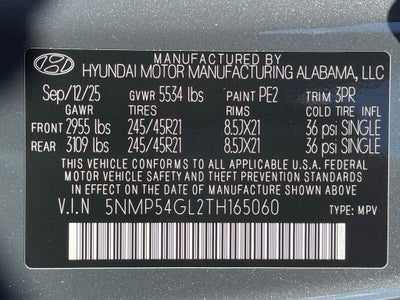 MANUFACTURED BY
HYUNDAI MOTOR MANUFACTURING ALABAMA, LLC
Sep/12/25 GVWR 5534 lbs PAINT PE2 TRIM 3PR
GAWR TIRES RIMS COLD TIRE INFL
FRONT 2955 lbs 245/45R21 8.5JX21 36 psi SINGLE
REAR 3109 lbs 245/45R21 8.5JX21 36 psi SINGLE
THIS VEHICLE CONFORMS TO ALL APPLICABLE U.S.A. FEDERAL
MOTOR VEHICLE SAFETY, BUMPER, AND THEFT PREVENTION
STANDARDS IN EFFECT ON THE DATE OF MANUFACTURE SHOWN ABOVE.
V.I.N 5NMP54GL2TH165060 TYPE: MPV